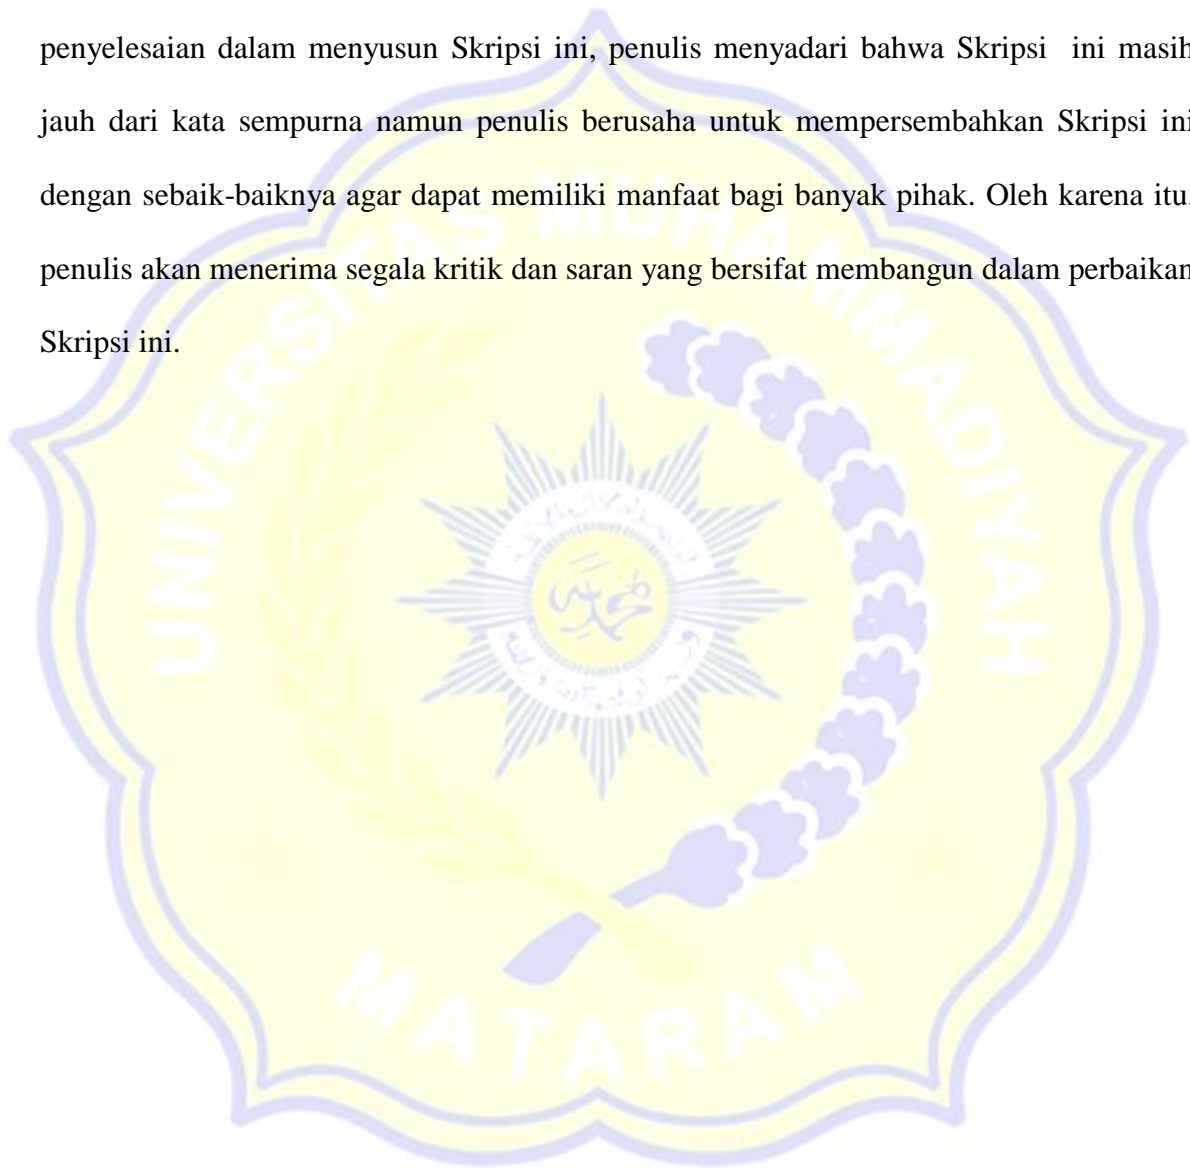 penyelesaian dalam menyusun Skripsi ini, penulis menyadari bahwa Skripsi ini masih
jauh dari kata sempurna namun penulis berusaha untuk mempersembahkan Skripsi ini
dengan sebaik-baiknya agar dapat memiliki manfaat bagi banyak pihak. Oleh karena itu,
penulis akan menerima segala kritik dan saran yang bersifat membangun dalam perbaikan
Skripsi ini.
UNIVERSITAS MUHAMMADIYAH
MATARAM